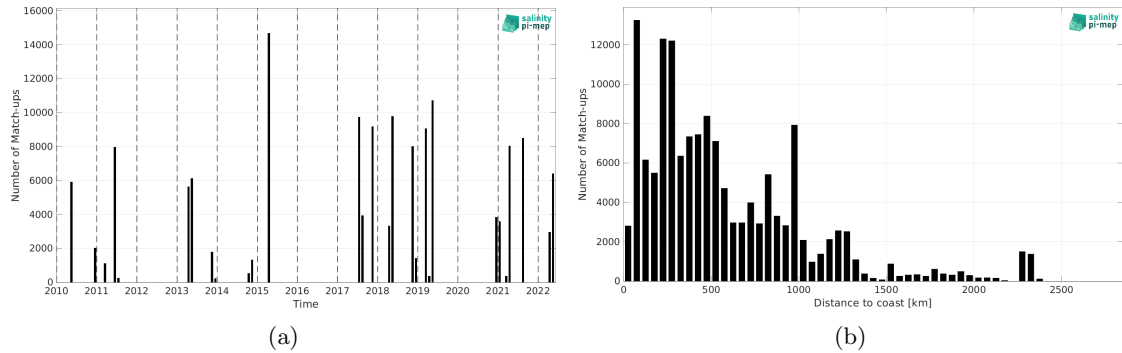 salinity
pi-mep
16000
14000
12000
10000
8000
6000
4000
2000
0
Number of Match-ups
2010 2011 2012 2013 2014 2015 2016 2017 2018 2019 2020 2021 2022
Time
(a)
salinity
pi-mep
12000
10000
8000
6000
4000
2000
0
Number of Match-ups
0 500 1000 1500 2000 2500
Distance to coast [km]
(b)